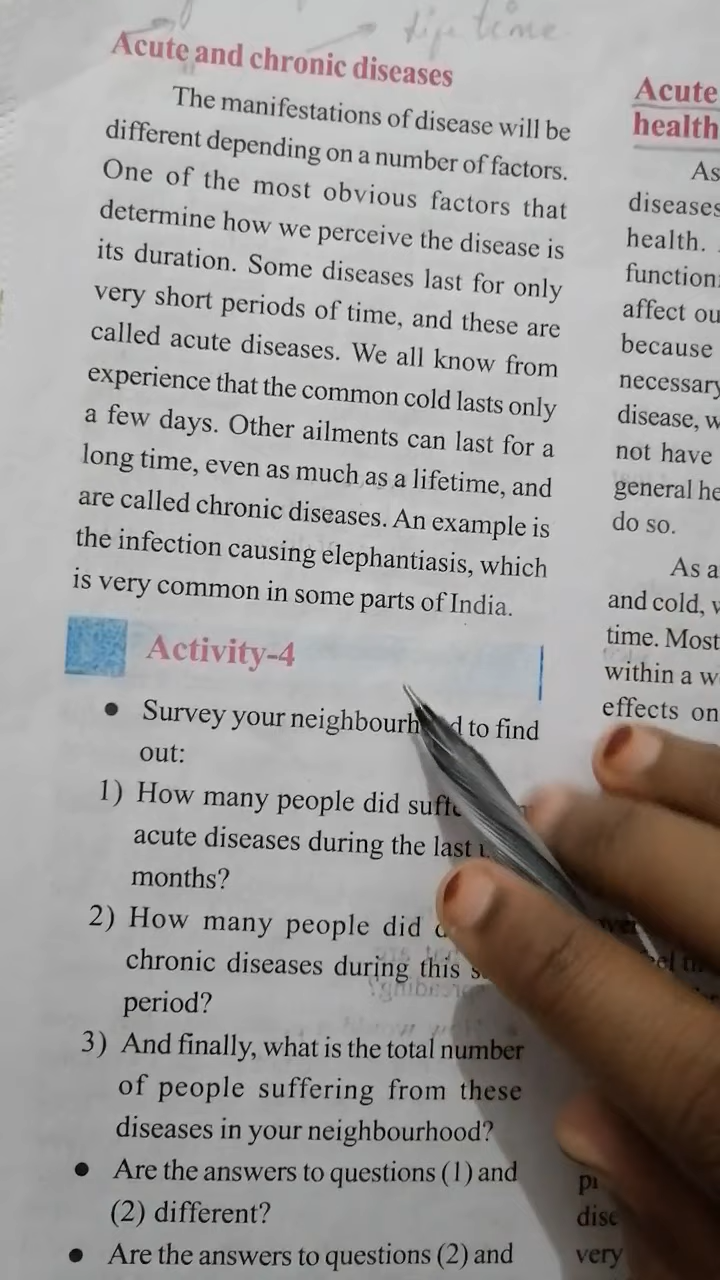 life time
Acute and chronic diseases
The manifestations of disease will be
different depending on a number of factors.
One of the most obvious factors that
determine how we perceive the disease is
its duration. Some diseases last for only
very short periods of time, and these are
called acute diseases. We all know from
experience that the common cold lasts only
a few days. Other ailments can last for a
long time, even as much as a lifetime, and
are called chronic diseases. An example is
the infection causing elephantiasis, which
is very common in some parts of India.
Activity-4
• Survey your to find
out:
1) How many people did
acute diseases during the last
months?
2) How many people did
chronic diseases during this
period?
3) And finally, what is the total number
of people suffering from these
diseases in your neighbourhood?
• Are the answers to questions (1) and
(2) different?
• Are the answers to questions (2) and
Acute
health
As
diseases
health.
function
affect ou
because
necessary
disease, w
not have
general he
do so.
As a
and cold, w
time. Most
within a w
effects on
disc
very